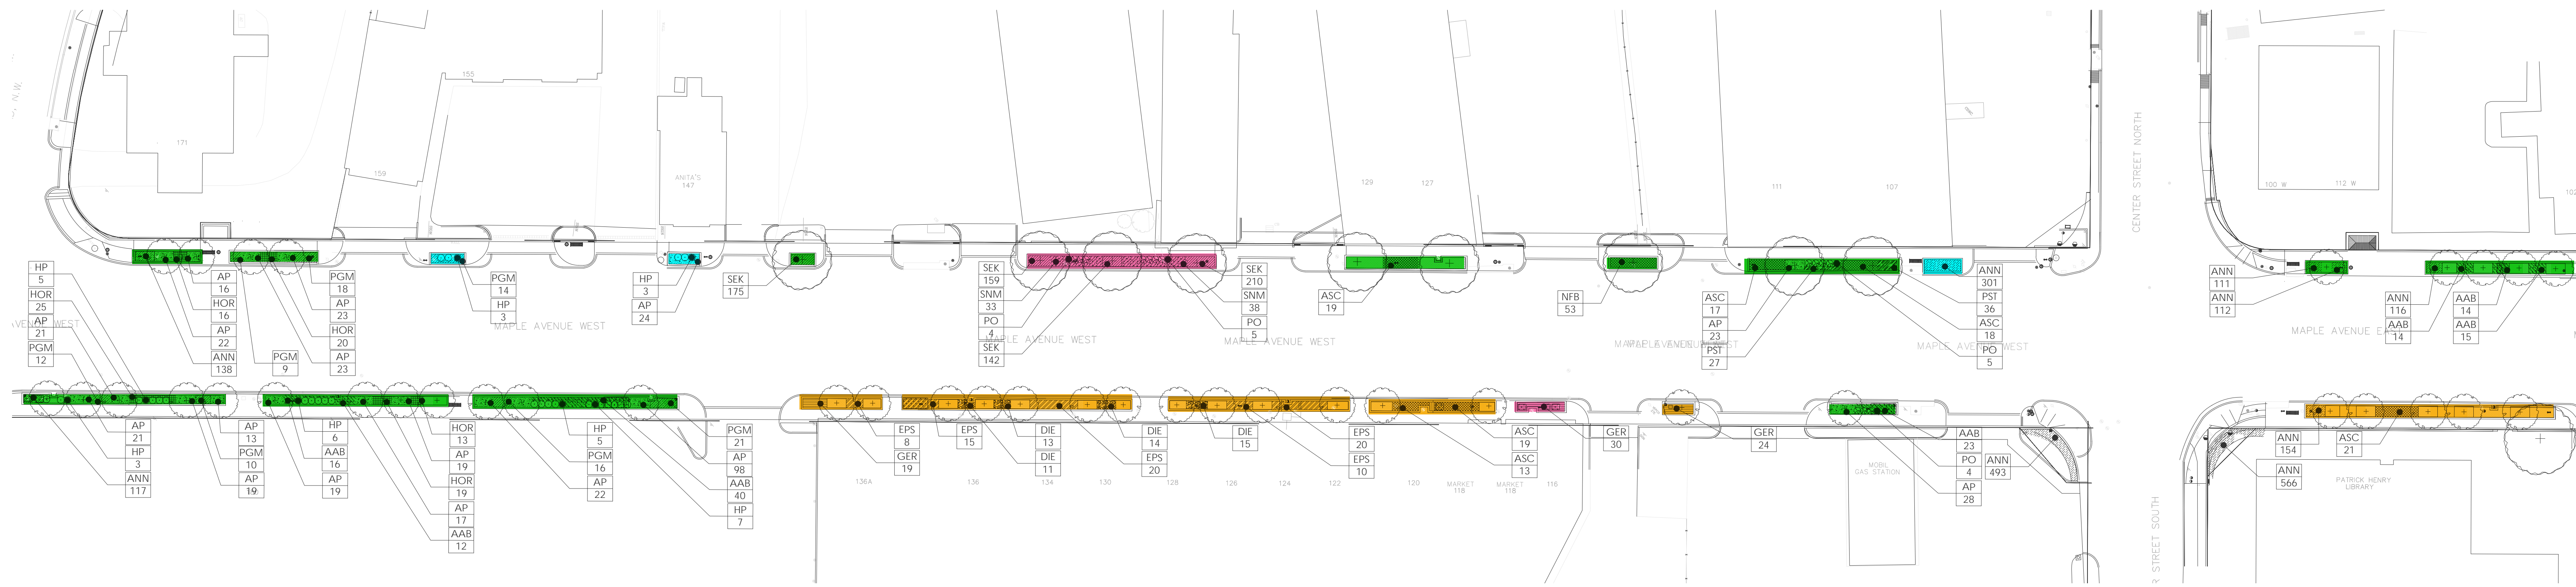 N.W.
171
159
155
ANITA'S
147
129
127
111
107
CENTER STREET NORTH
100 W
112 W
HP
5
HOR
25
AP
21
PGM
12
AP
16
HOR
16
AP
22
ANN
138
PGM
9
PGM
18
AP
23
HOR
20
AP
23
PGM
14
HP
3
HP
3
AP
24
SEK
175
SEK
159
SNM
33
PO
4
SEK
142
SEK
210
SNM
38
PO
5
ASC
19
NFB
53
ASC
17
AP
23
PST
27
ANN
301
PST
36
ASC
18
PO
5
ANN
111
ANN
112
ANN
116
AAB
14
AAB
14
AAB
15
MAPLE AVENUE WEST
MAPLE AVENUE WEST
MAPLE AVENUE WEST
MAPLE AVENUE WEST
MAPLE AVENUE EAST
AP
21
HP
3
ANN
117
AP
13
PGM
10
AP
19
HP
6
AAB
16
AP
19
HOR
13
AP
19
HOR
19
AP
17
AAB
12
HP
5
PGM
16
AP
22
PGM
21
AP
98
AAB
40
HP
7
EPS
8
GER
19
EPS
15
DIE
13
DIE
11
DIE
14
EPS
20
DIE
15
EPS
20
EPS
10
ASC
19
ASC
13
GER
30
GER
24
AAB
23
PO
4
AP
28
ANN
493
ANN
154
ASC
21
ANN
566
136A
136
134
130
128
126
124
122
120
MARKET
118
MARKET
118
116
MOBIL
GAS STATION
PATRICK HENRY
LIBRARY
STREET SOUTH